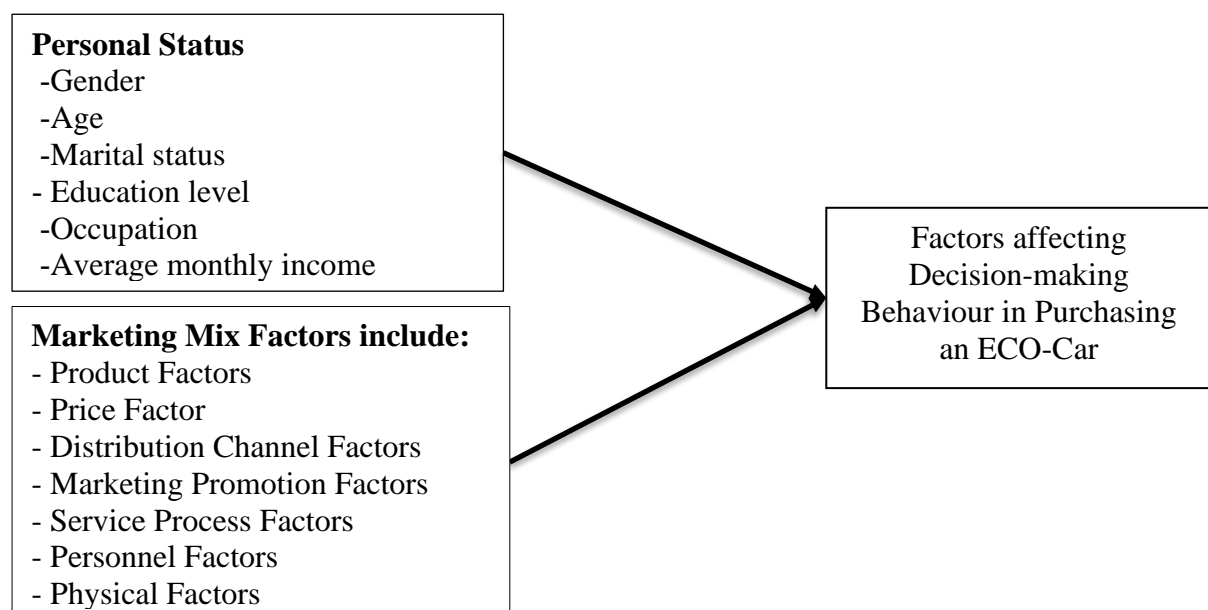 Personal Status
-Gender
-Age
-Marital status
- Education level
-Occupation
-Average monthly income
Marketing Mix Factors include:
- Product Factors
- Price Factor
- Distribution Channel Factors
- Marketing Promotion Factors
- Service Process Factors
- Personnel Factors
- Physical Factors
Factors affecting
Decision-making
Behaviour in Purchasing
an ECO-Car